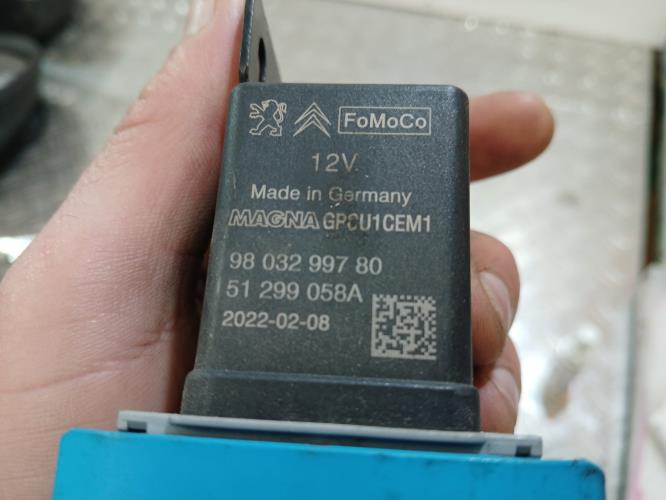 FoMoCo
12V
Made in Germany
MAGNA GPCU1CEM1
98 032 997 80
51 299 058A
2022-02-08